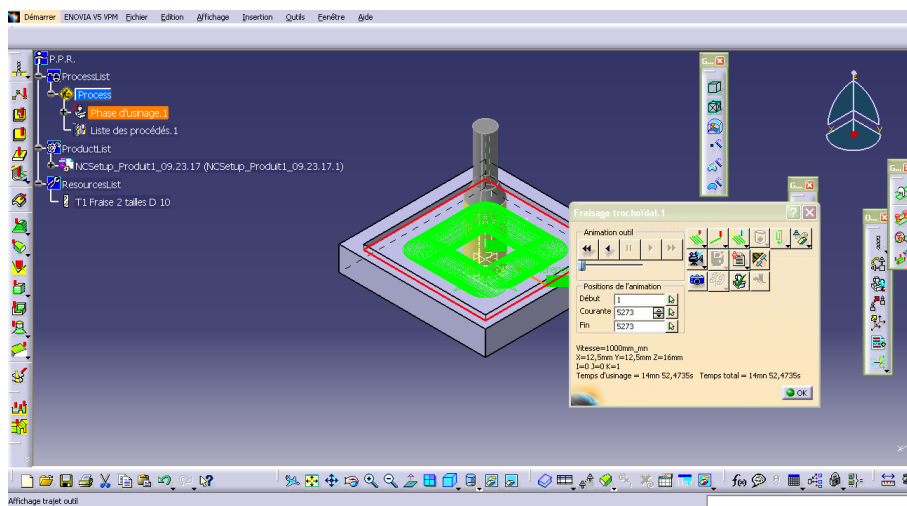 Démarrer ENOVIA V5 VPM Fichier Edition Affichage Insertion Outils Fenêtre Aide
P.P.R.
ProcessList
Process
Phase d'usinage.1
Liste des procédés.1
ProductList
NCSetup_Produit1_09.23.17 (NCSetup_Produit1_09.23.17.1)
ResourcesList
T1 Fraise 2 tailles D 10
G...
G...
G...
O...
Fraisage trochoïdal.1
Animation outil
Positions de l'animation
Début 1
Courante 5273
Fin 5273
Vitesse=1000mm_mn
X=12,5mm Y=12,5mm Z=16mm
I=0 J=0 K=1
Temps d'usinage = 14mn 52,4735s Temps total = 14mn 52,4735s
OK
f(x)
Affichage trajet outil